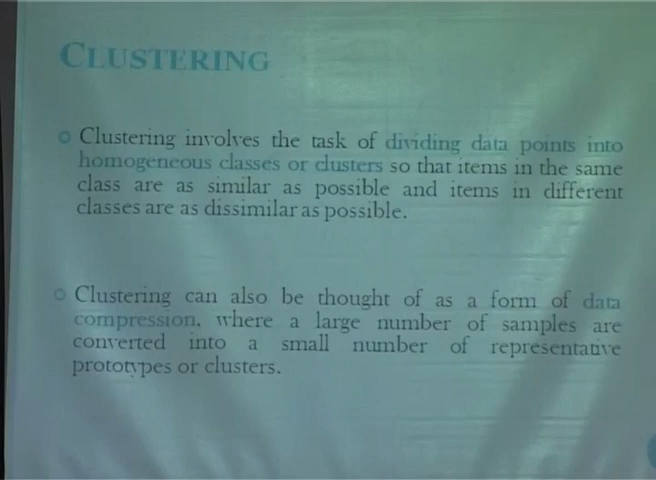 CLUSTERING
Clustering involves the task of dividing data points into
homogeneous classes or clusters so that items in the same
class are as similar as possible and items in different
classes are as dissimilar as possible.
Clustering can also be thought of as a form of data
compression, where a large number of samples are
converted into a small number of representative
prototypes or clusters.